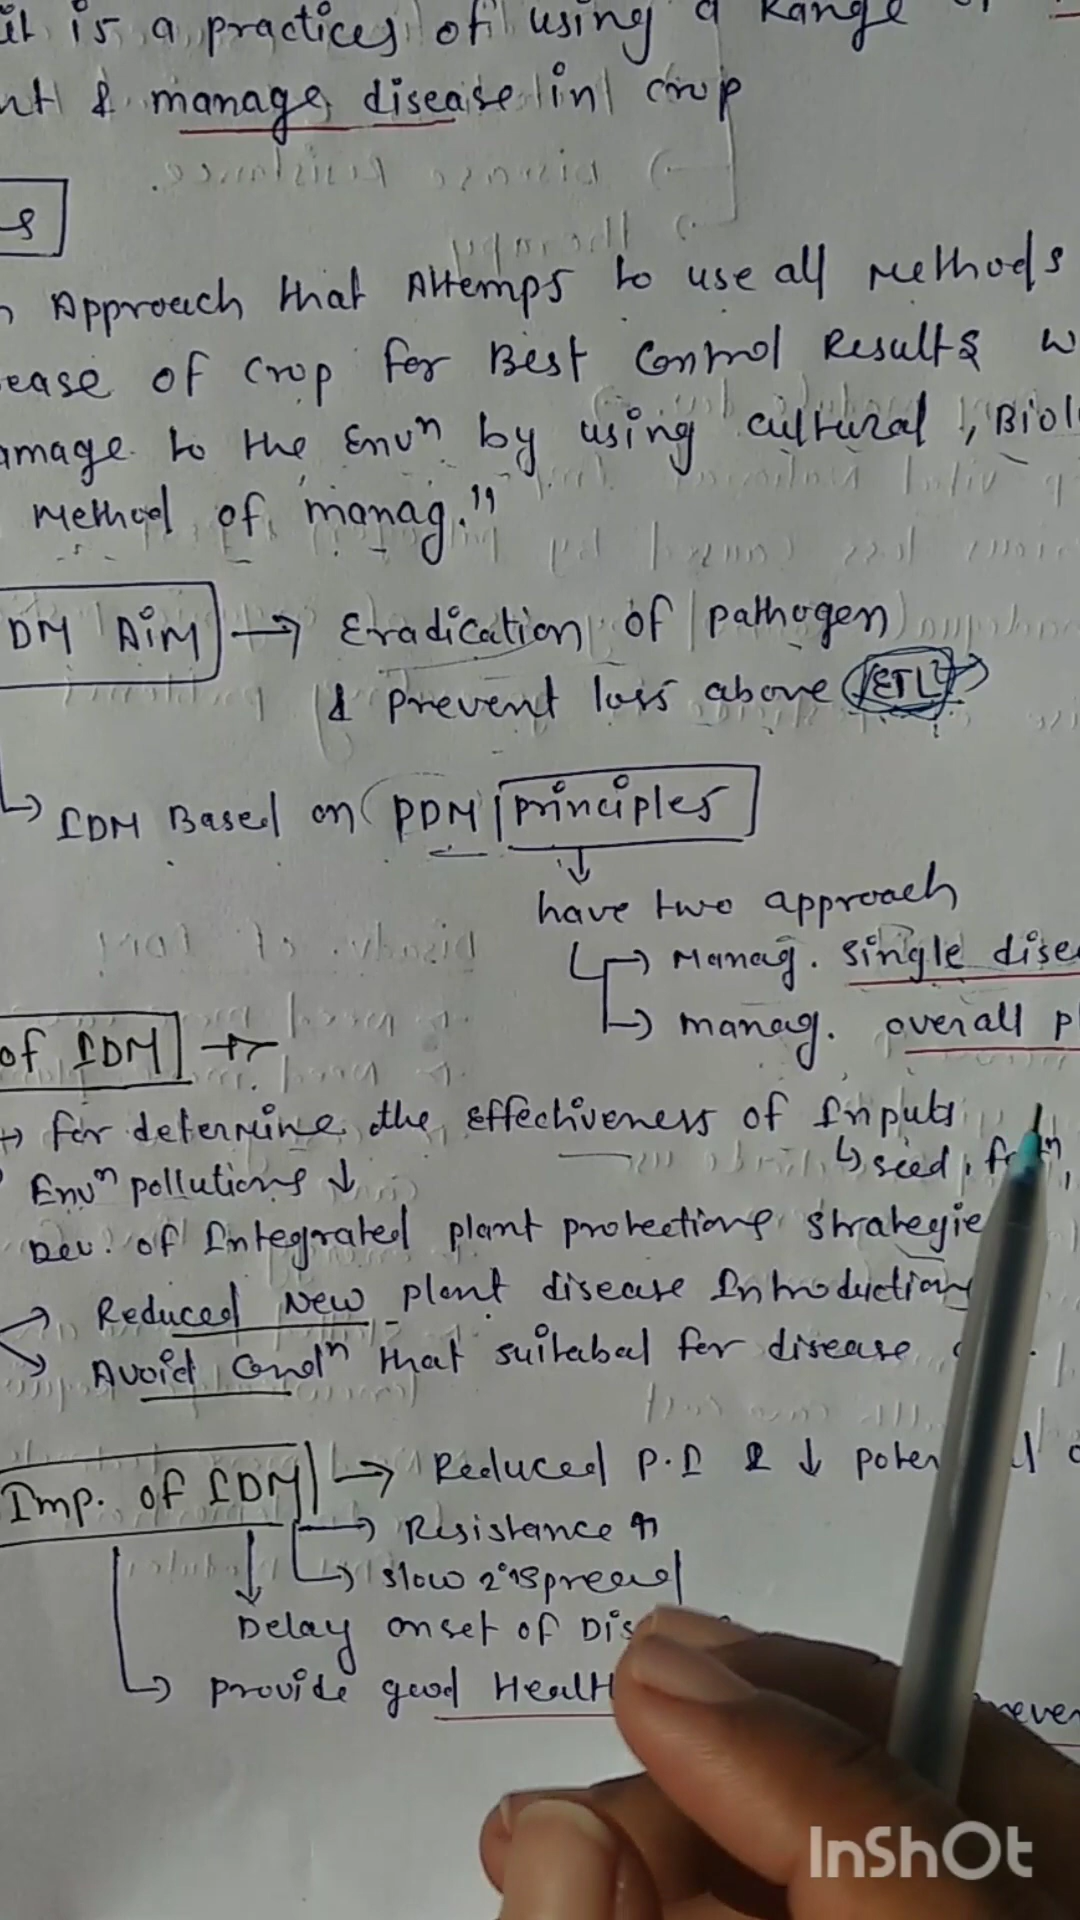 it is a practices of using a Range
& manage disease in crop
Approach that Attemps to use all methods
ease of crop for Best control Results w
amage to the Envⁿ by using cultural, Biol
method of manag."
DM AiM → Eradication of pathogen
& prevent loss above ETL →
↳ IDM Based on PDM principles
↓
have two approach
→ Manag. single dise
→ manag. overall p
of IDM →
→ for determine the effectiveness of Inputs
↳ seed,
Envⁿ pollutions ↓
Dev. of Integrated plant protections strategie
→ Reduced New plant disease Introduction
→ Avoid condⁿ that suitabal for disease
Imp. of IDM → Reduced P.I & ↓
→ Resistance ↑
→ slow 2° spread
Delay onset of Dis
→ provide good Healt
InShOt